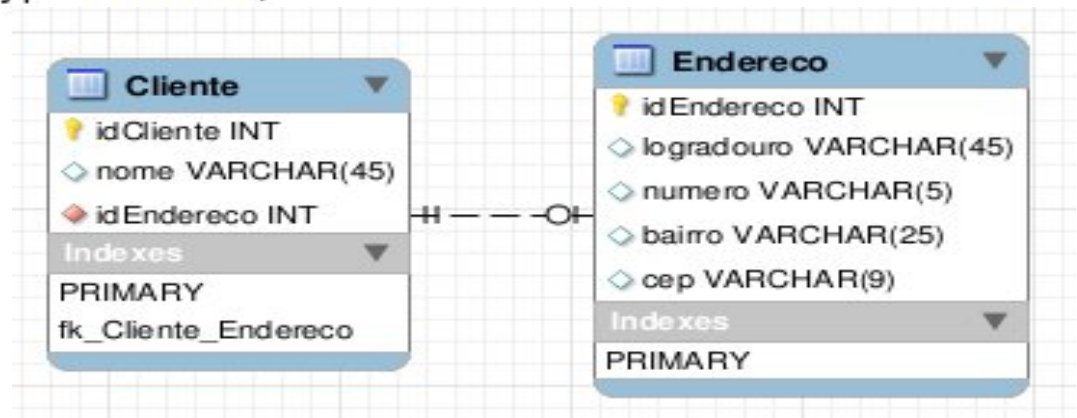 Cliente
idCliente INT
nome VARCHAR(45)
idEndereco INT
Indexes
PRIMARY
fk_Cliente_Endereco
Endereco
idEndereco INT
logradouro VARCHAR(45)
numero VARCHAR(5)
bairro VARCHAR(25)
cep VARCHAR(9)
Indexes
PRIMARY